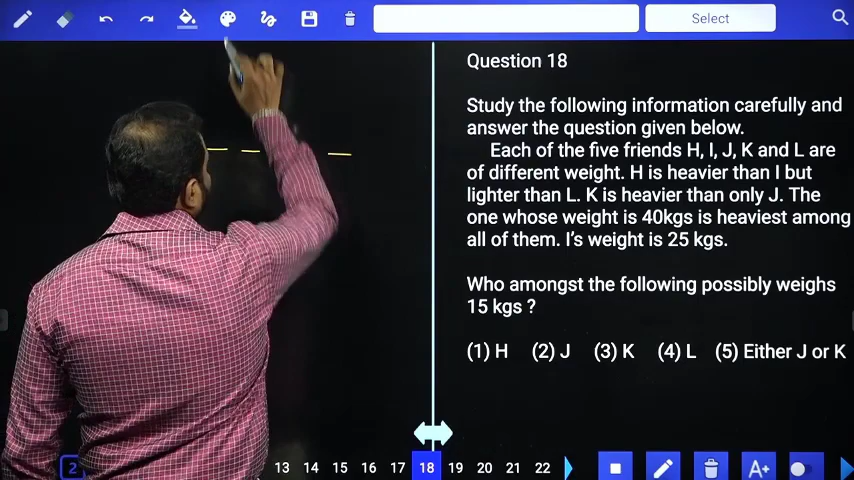 Select
Question 18
Study the following information carefully and
answer the question given below.
Each of the five friends H, I, J, K and L are
of different weight. H is heavier than I but
lighter than L. K is heavier than only J. The
one whose weight is 40kgs is heaviest among
all of them. I's weight is 25 kgs.
Who amongst the following possibly weighs
15 kgs ?
(1) H (2) J (3) K (4) L (5) Either J or K
2 13 14 15 16 17 18 19 20 21 22 A+